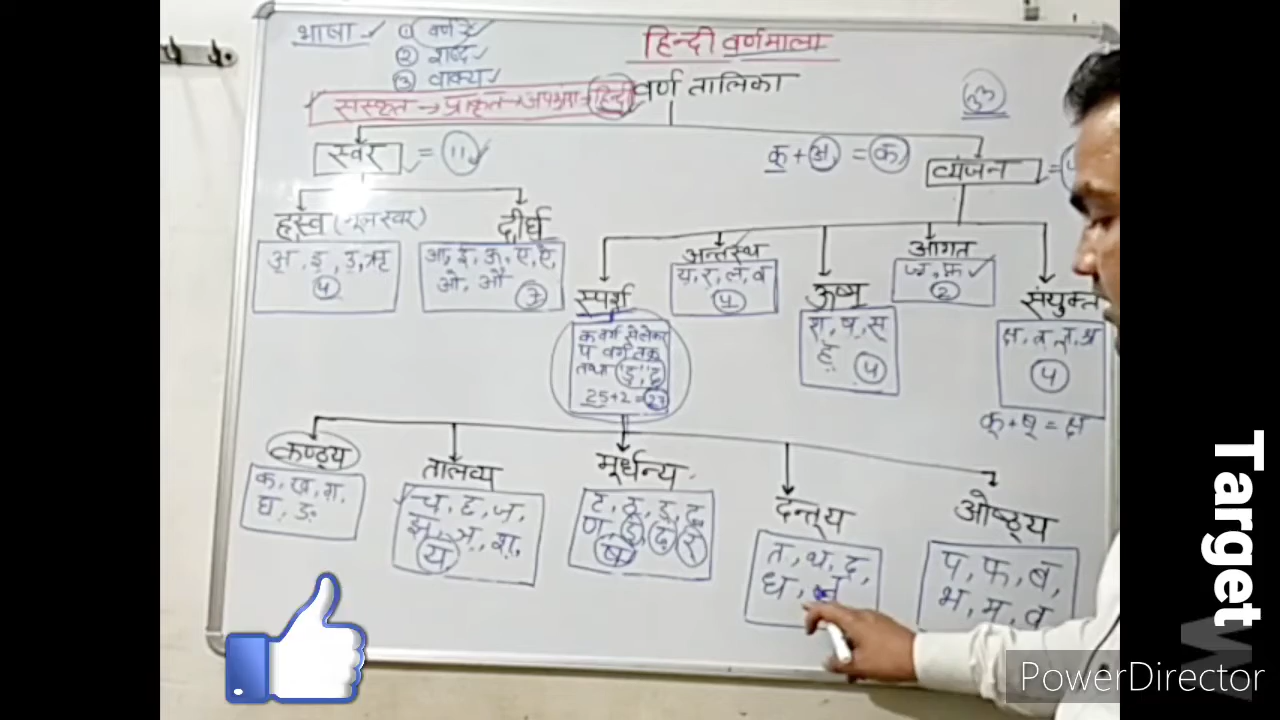 भाषा
① वर्ण
② शब्द
③ वाक्य
हिन्दी वर्णमाला
संस्कृत → प्राकृत → अपभ्रंश → हिन्दी
वर्ण तालिका
स्वर = 11
क् + अ = क
व्यंजन =
ह्रस्व (मूल स्वर)
अ, इ, उ, ऋ
4
दीर्घ
आ, ई, ऊ, ए, ऐ,
ओ, औ 7
स्पर्श
क वर्ग से लेकर
प वर्ग तक
तथा ड़, ढ़
25+2=27
अन्तस्थ
य, र, ल, व
4
ऊष्म
श, ष, स
ह 4
आगत
ज़, फ़
2
संयुक्त
क्ष, त्र, ज्ञ, श्र
4
क् + ष् = क्ष
कण्ठ्य
क, ख, ग,
घ, ङ
तालव्य
च, छ, ज,
झ, ञ, श,
य
मूर्धन्य
ट, ठ, ड, ढ
ण, ड़, ढ़, र
ष
दन्त्य
त, थ, द,
ध, न
ओष्ठ्य
प, फ, ब,
भ, म, व
Target
W
PowerDirector